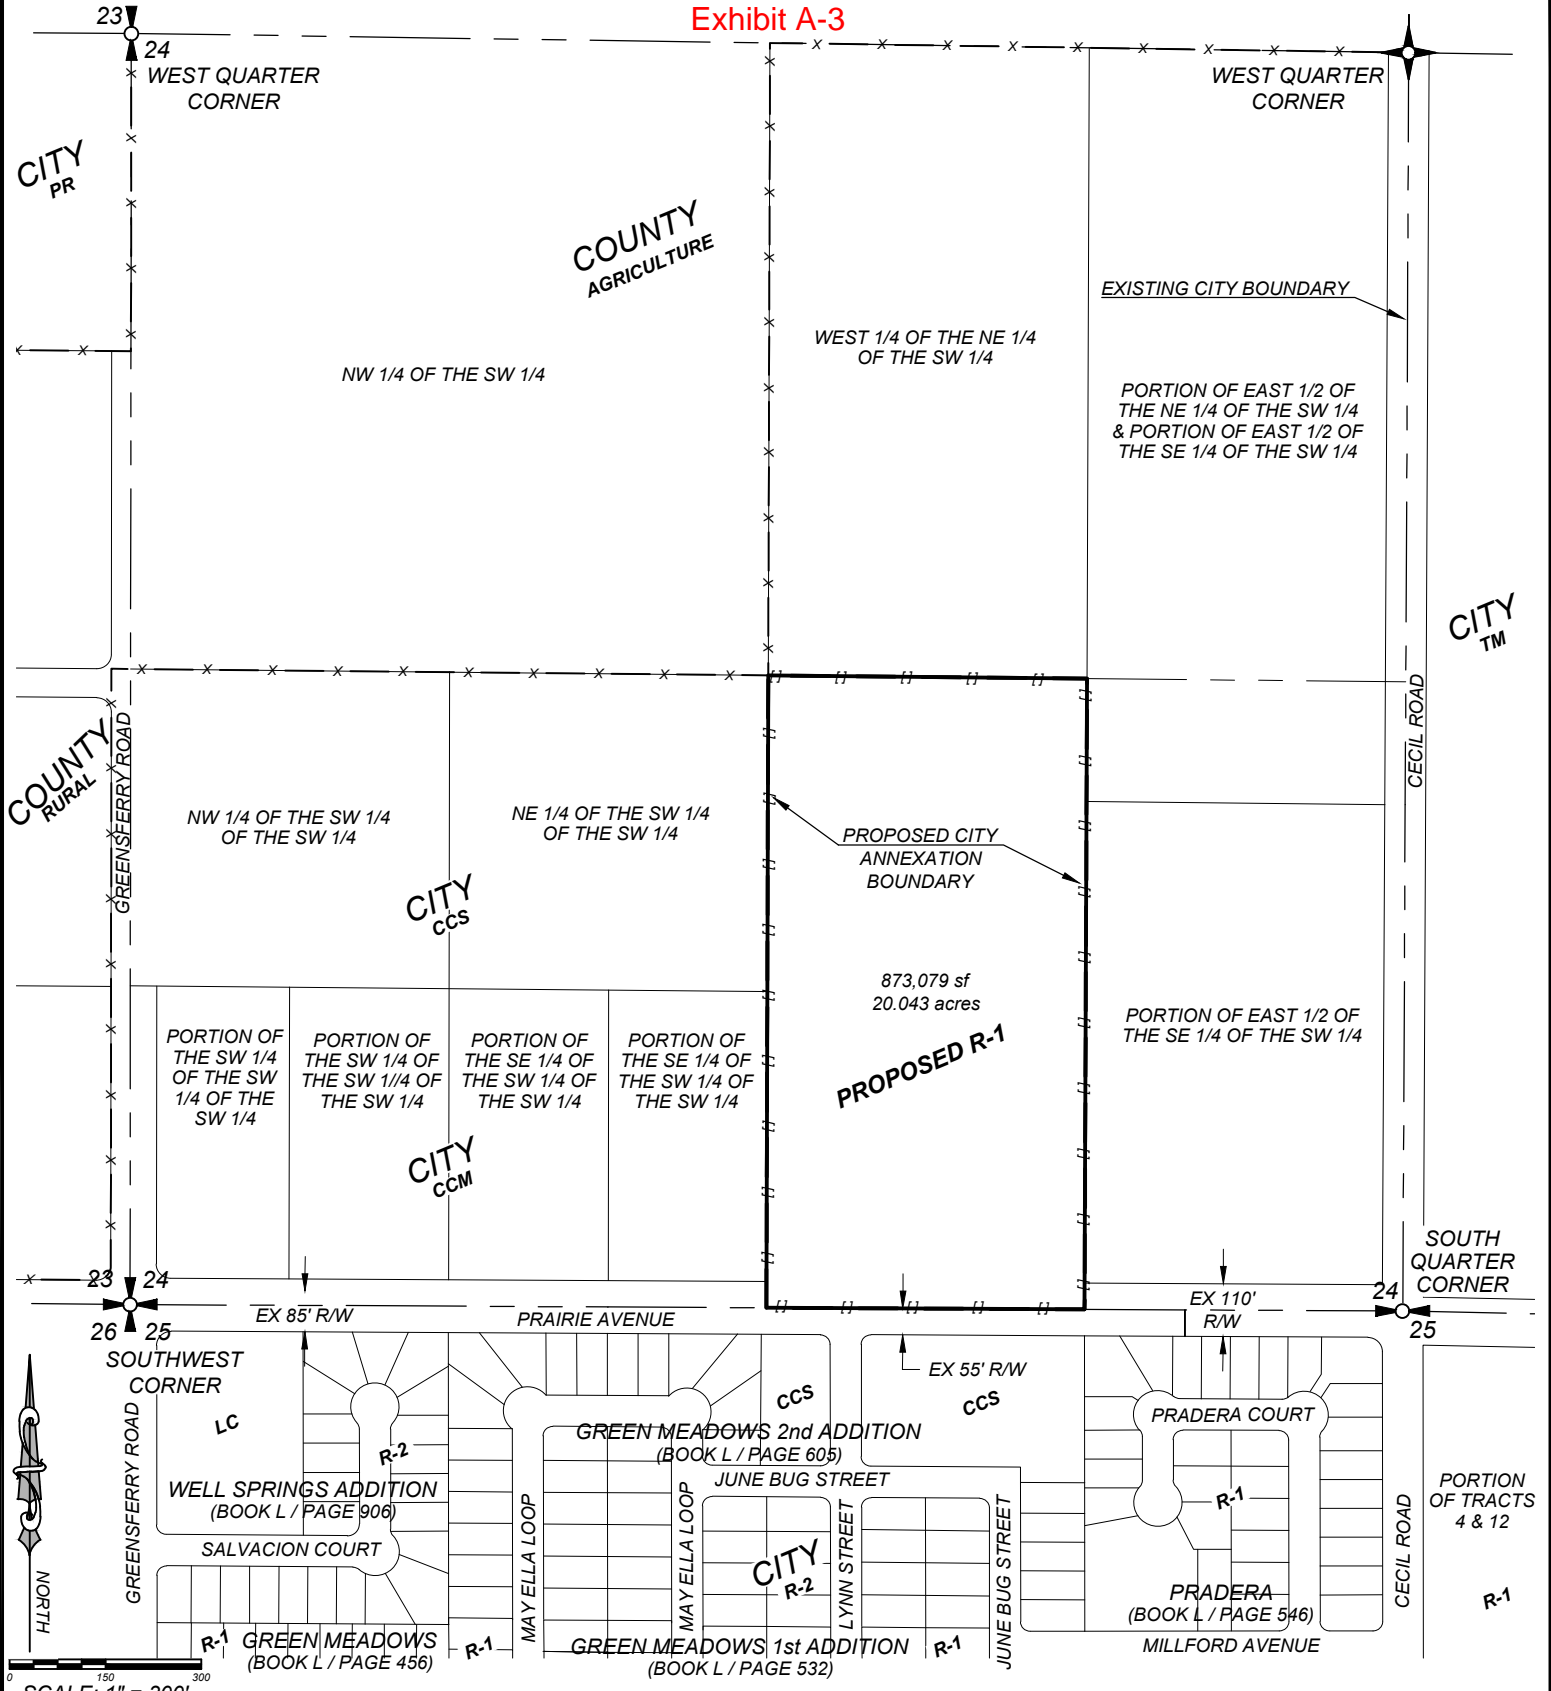 Exhibit A-3
23
24
WEST QUARTER
CORNER
WEST QUARTER
CORNER
CITY
PR
COUNTY
AGRICULTURE
EXISTING CITY BOUNDARY
NW 1/4 OF THE SW 1/4
WEST 1/4 OF THE NE 1/4
OF THE SW 1/4
PORTION OF EAST 1/2 OF
THE NE 1/4 OF THE SW 1/4
& PORTION OF EAST 1/2 OF
THE SE 1/4 OF THE SW 1/4
CITY
TM
CECIL ROAD
COUNTY
RURAL
GREENSFERRY ROAD
NW 1/4 OF THE SW 1/4
OF THE SW 1/4
NE 1/4 OF THE SW 1/4
OF THE SW 1/4
PROPOSED CITY
ANNEXATION
BOUNDARY
CITY
CCS
873,079 sf
20.043 acres
PROPOSED R-1
PORTION OF EAST 1/2 OF
THE SE 1/4 OF THE SW 1/4
PORTION OF
THE SW 1/4
OF THE SW
1/4 OF THE
SW 1/4
PORTION OF
THE SW 1/4 OF
THE SW 1//4 OF
THE SW 1/4
PORTION OF
THE SE 1/4 OF
THE SW 1/4 OF
THE SW 1/4
PORTION OF
THE SE 1/4 OF
THE SW 1/4 OF
THE SW 1/4
CITY
CCM
SOUTH
QUARTER
CORNER
23
24
26
25
SOUTHWEST
CORNER
EX 85' R/W
PRAIRIE AVENUE
EX 110'
R/W
24
25
EX 55' R/W
LC
R-2
CCS
CCS
GREEN MEADOWS 2nd ADDITION
(BOOK L / PAGE 605)
PRADERA COURT
GREENSFERRY ROAD
WELL SPRINGS ADDITION
(BOOK L / PAGE 906)
JUNE BUG STREET
R-1
PORTION
OF TRACTS
4 & 12
SALVACION COURT
MAY ELLA LOOP
MAY ELLA LOOP
CITY
R-2
LYNN STREET
JUNE BUG STREET
CECIL ROAD
R-1
PRADERA
(BOOK L / PAGE 546)
MILLFORD AVENUE
NORTH
R-1
GREEN MEADOWS
(BOOK L / PAGE 456)
R-1
GREEN MEADOWS 1st ADDITION
(BOOK L / PAGE 532)
R-1
0 150 300
SCALE: 1" = 300'